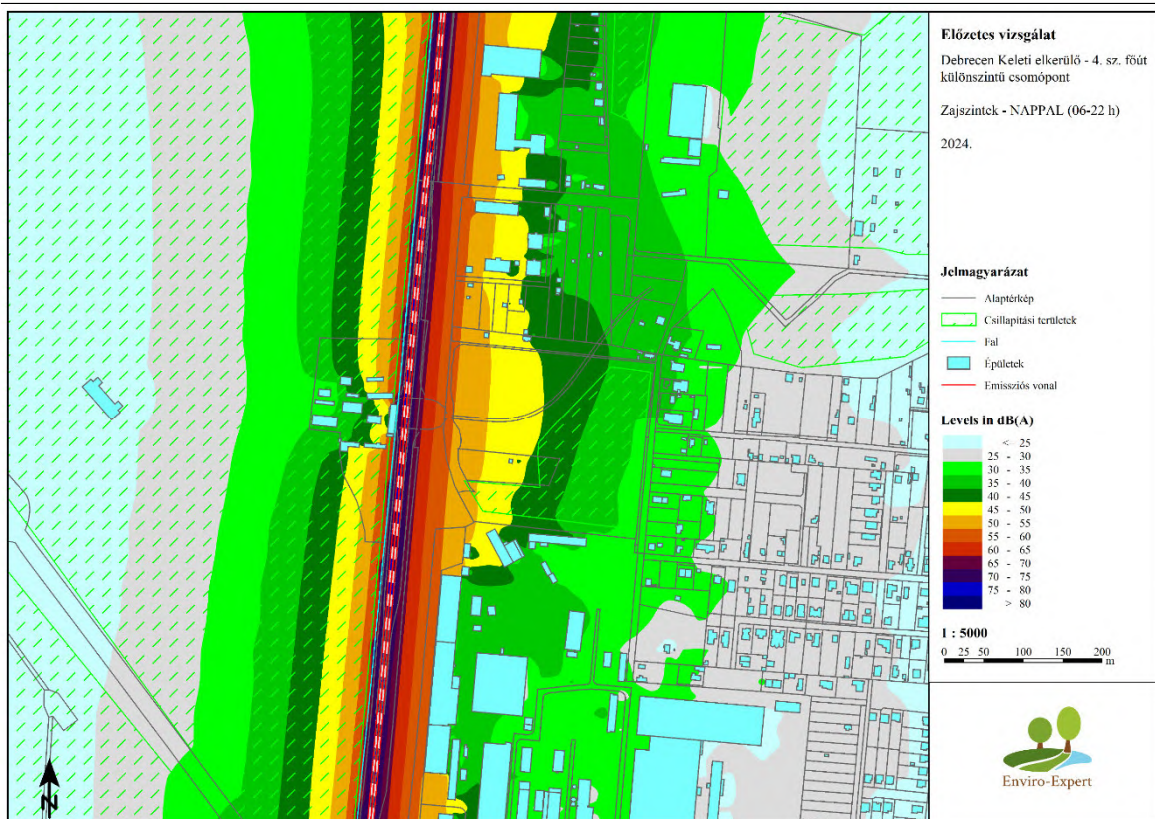 Előzetes vizsgálat
Debrecen Keleti elkerülő - 4. sz. főút
különszintű csomópont
Zajszintek - NAPPAL (06-22 h)
2024.
Jelmagyarázat
Alaptérkép
Csillapítási területek
Fal
Épületek
Emissziós vonal
Levels in dB(A)
< 25
25 - 30
30 - 35
35 - 40
40 - 45
45 - 50
50 - 55
55 - 60
60 - 65
65 - 70
70 - 75
75 - 80
> 80
1 : 5000
0 25 50 100 150 200
m
Enviro-Expert
N